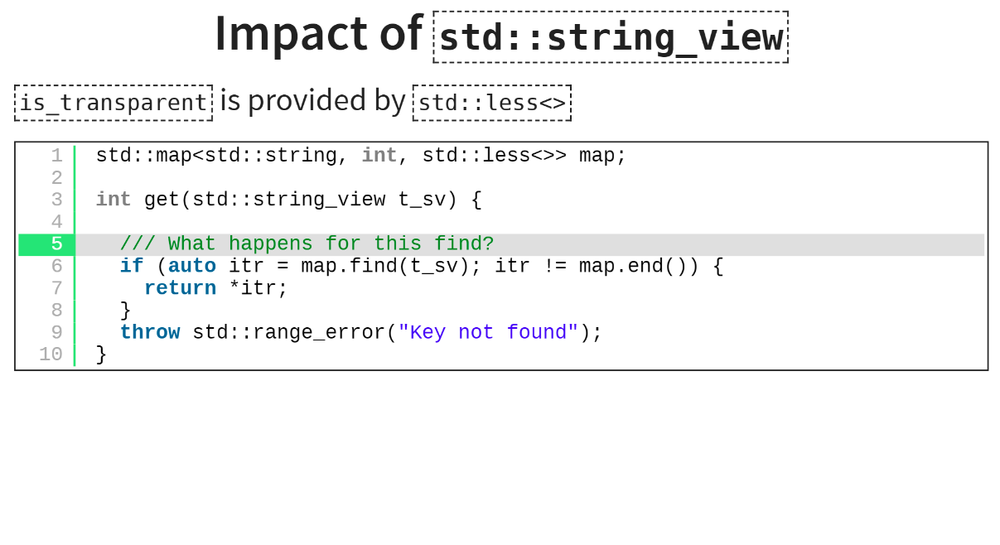 Impact of std::string_view
is_transparent is provided by std::less<>
1 std::map<std::string, int, std::less<>> map;
2
3 int get(std::string_view t_sv) {
4
5   /// What happens for this find?
6   if (auto itr = map.find(t_sv); itr != map.end()) {
7     return *itr;
8   }
9   throw std::range_error("Key not found");
10 }